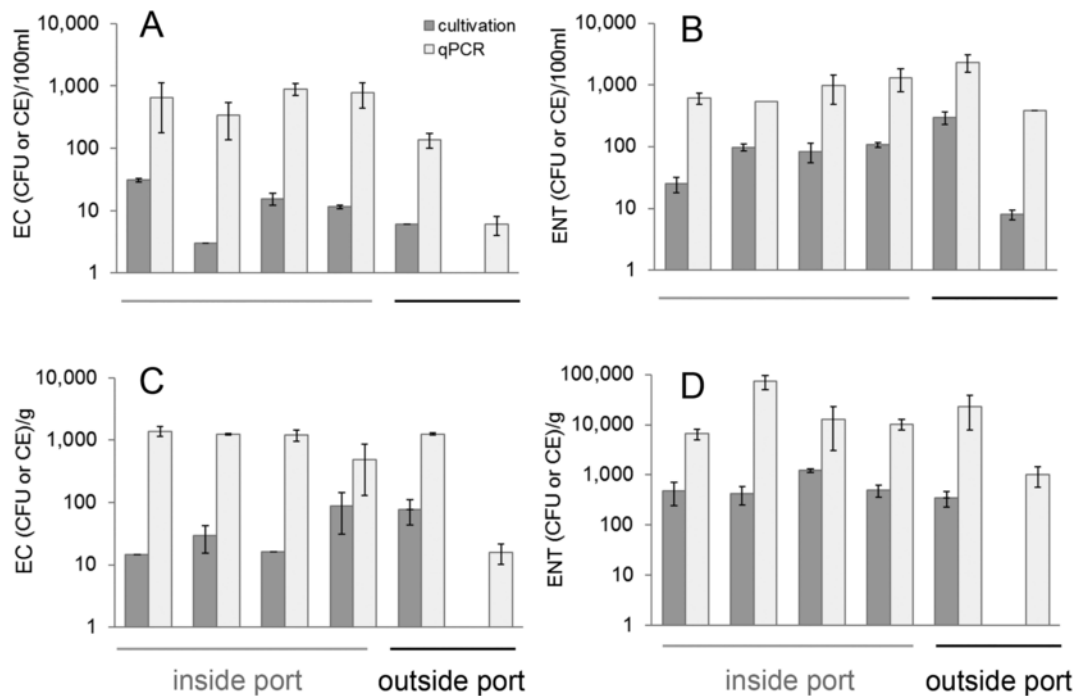 A
EC (CFU or CE)/100ml
10,000
1,000
100
10
1
cultivation
qPCR
B
ENT (CFU or CE)/100ml
10,000
1,000
100
10
1
C
EC (CFU or CE)/g
10,000
1,000
100
10
1
inside port
outside port
D
ENT (CFU or CE)/g
100,000
10,000
1,000
100
10
1
inside port
outside port